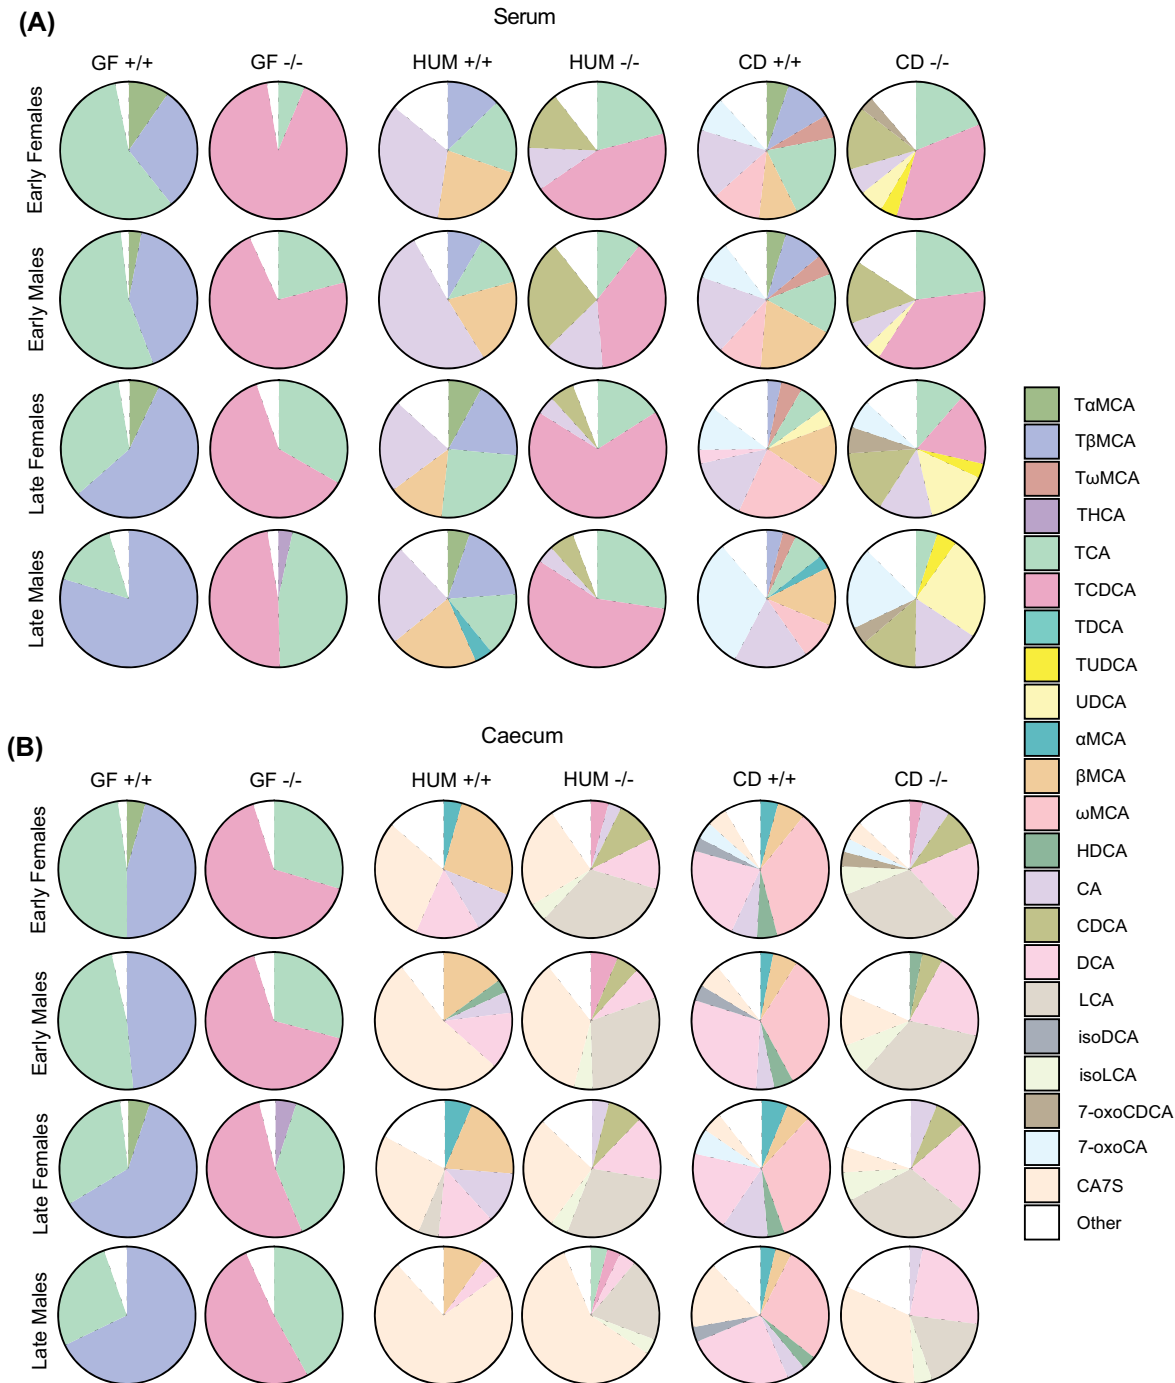 (A)
Serum
GF +/+
GF -/-
HUM +/+
HUM -/-
CD +/+
CD -/-
Early Females
Early Males
Late Females
Late Males
TαMCA
TβMCA
TωMCA
THCA
TCA
TCDCA
TDCA
TUDCA
UDCA
αMCA
βMCA
ωMCA
HDCA
CA
CDCA
DCA
LCA
isoDCA
isoLCA
7-oxoCDCA
7-oxoCA
CA7S
Other
(B)
Caecum
GF +/+
GF -/-
HUM +/+
HUM -/-
CD +/+
CD -/-
Early Females
Early Males
Late Females
Late Males